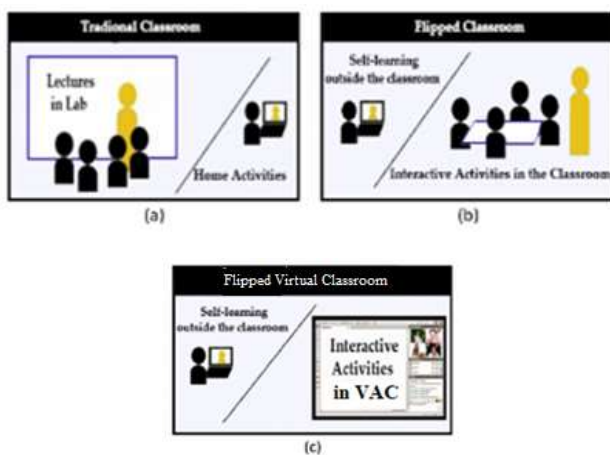 Tradional Classroom
Lectures
in Lab
Home Activities
(a)
Flipped Classroom
Self-learning
outside the classroom
Interactive Activities in the Classroom
(b)
Flipped Virtual Classroom
Self-learning
outside the classroom
Interactive
Activities
in VAC
(c)